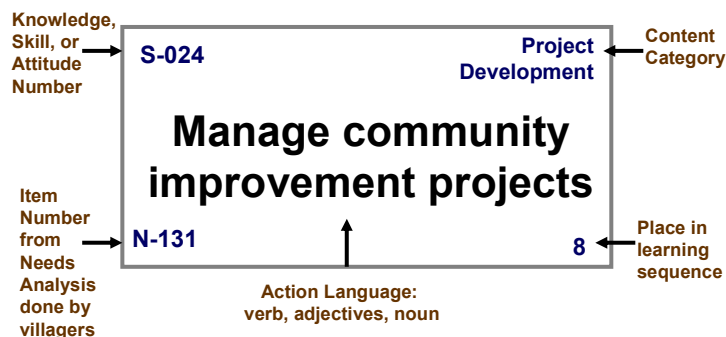 Knowledge,
Skill, or
Attitude
Number
S-024
Project
Development
Content
Category
Manage community
improvement projects
Item
Number
from
Needs
Analysis
done by
villagers
N-131
8
Place in
learning
sequence
Action Language:
verb, adjectives, noun